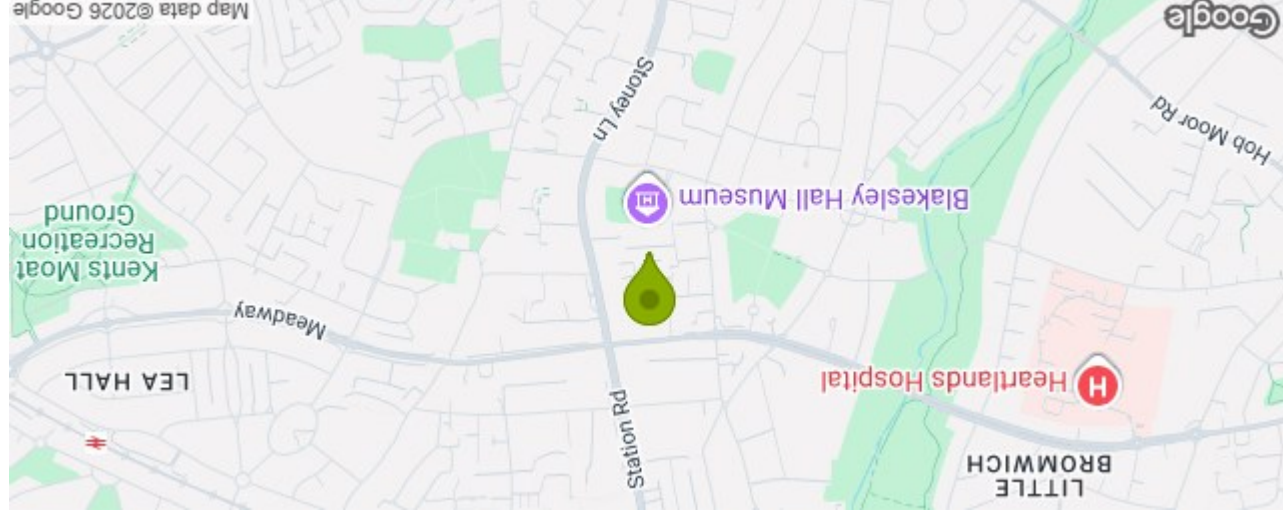 LITTLE
BROMWICH
Station Rd
H Heartlands Hospital
LEA HALL
Meadway
Kents Moat
Recreation
Ground
Blakesley Hall Museum
Hob Moor Rd
Stoney Ln
Google
Map data ©2026 Google